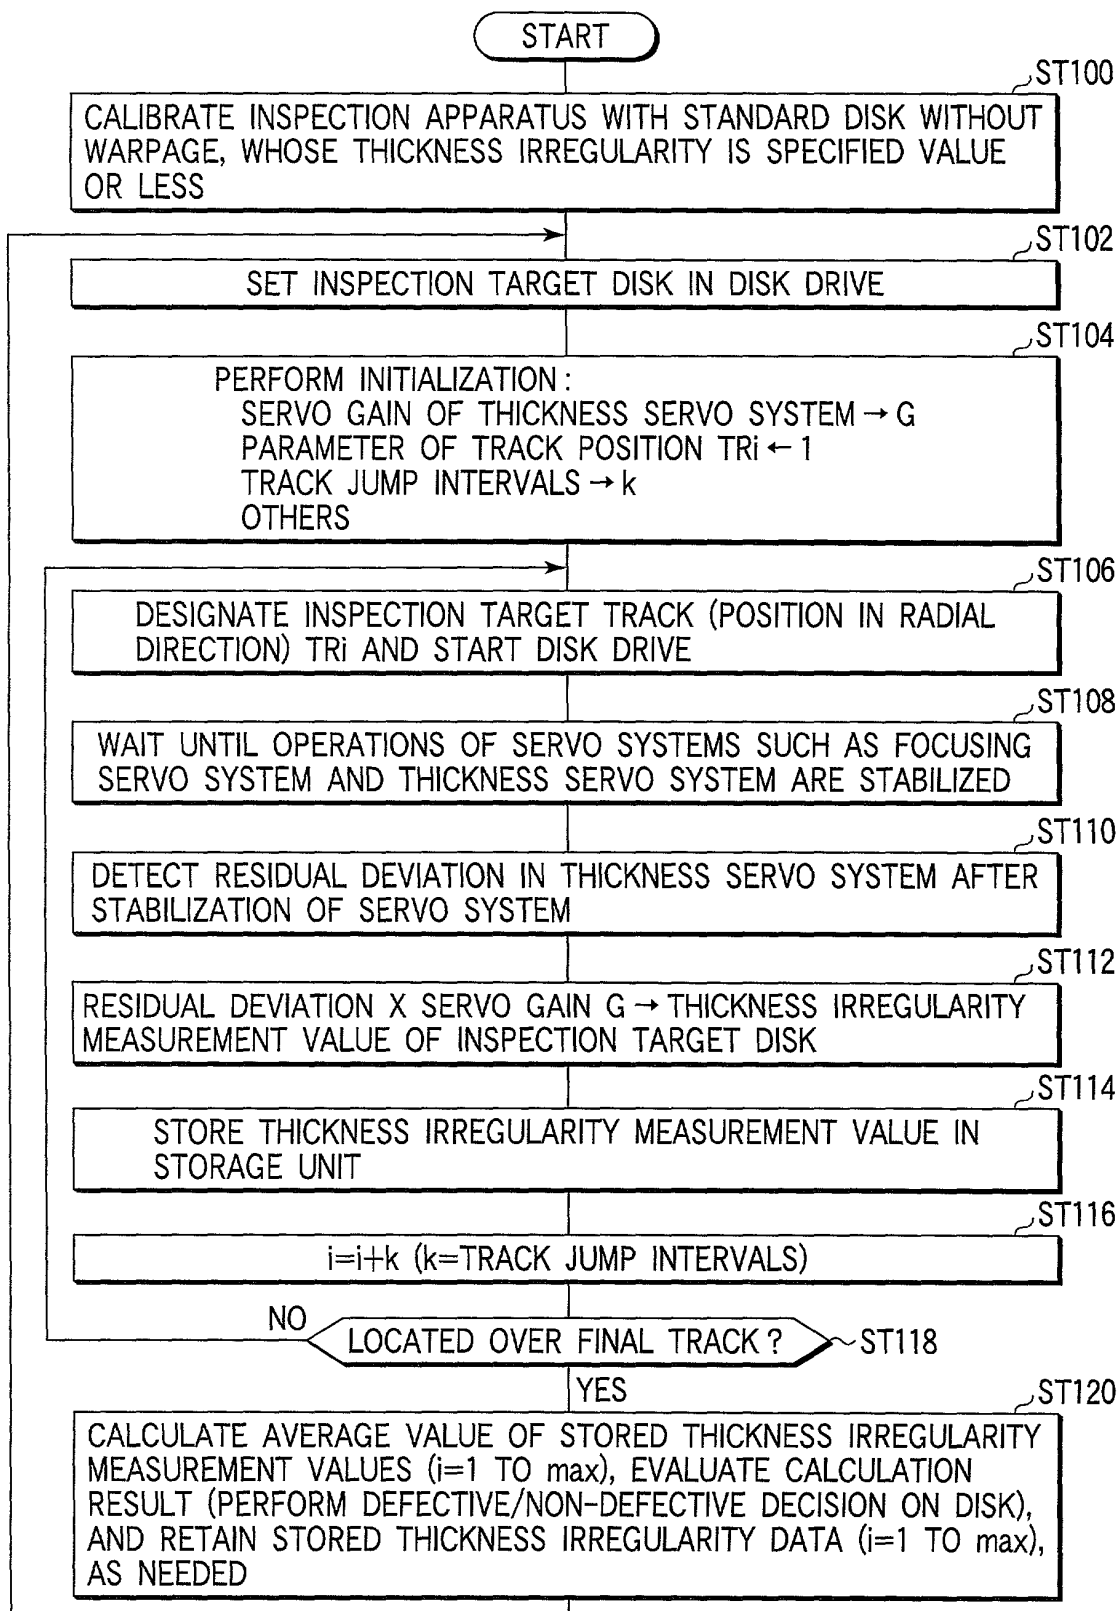 START
ST100
CALIBRATE INSPECTION APPARATUS WITH STANDARD DISK WITHOUT
WARPAGE, WHOSE THICKNESS IRREGULARITY IS SPECIFIED VALUE
OR LESS
ST102
SET INSPECTION TARGET DISK IN DISK DRIVE
ST104
PERFORM INITIALIZATION:
SERVO GAIN OF THICKNESS SERVO SYSTEM → G
PARAMETER OF TRACK POSITION TRi ← 1
TRACK JUMP INTERVALS → k
OTHERS
ST106
DESIGNATE INSPECTION TARGET TRACK (POSITION IN RADIAL
DIRECTION) TRi AND START DISK DRIVE
ST108
WAIT UNTIL OPERATIONS OF SERVO SYSTEMS SUCH AS FOCUSING
SERVO SYSTEM AND THICKNESS SERVO SYSTEM ARE STABILIZED
ST110
DETECT RESIDUAL DEVIATION IN THICKNESS SERVO SYSTEM AFTER
STABILIZATION OF SERVO SYSTEM
ST112
RESIDUAL DEVIATION X SERVO GAIN G → THICKNESS IRREGULARITY
MEASUREMENT VALUE OF INSPECTION TARGET DISK
ST114
STORE THICKNESS IRREGULARITY MEASUREMENT VALUE IN
STORAGE UNIT
ST116
i=i+k (k=TRACK JUMP INTERVALS)
NO
LOCATED OVER FINAL TRACK?
ST118
YES
ST120
CALCULATE AVERAGE VALUE OF STORED THICKNESS IRREGULARITY
MEASUREMENT VALUES (i=1 TO max), EVALUATE CALCULATION
RESULT (PERFORM DEFECTIVE/NON-DEFECTIVE DECISION ON DISK),
AND RETAIN STORED THICKNESS IRREGULARITY DATA (i=1 TO max),
AS NEEDED